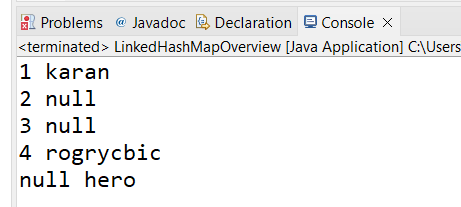 Problems @ Javadoc Declaration Console
<terminated> LinkedHashMapOverview [Java Application] C:\Users
1 karan
2 null
3 null
4 rogrycbic
null hero